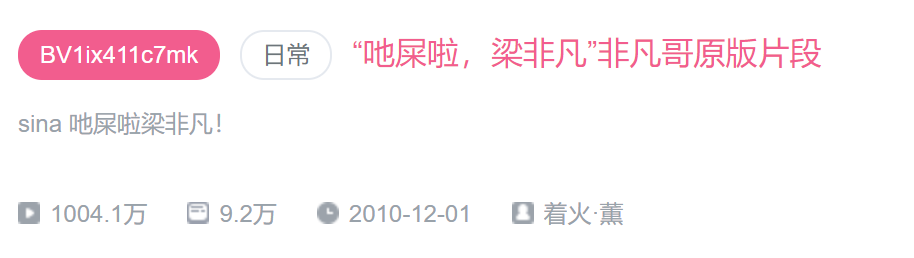 BV1ix411c7mk 日常 “吔屎啦，梁非凡”非凡哥原版片段
sina 吔屎啦梁非凡！
1004.1万 9.2万 2010-12-01 着火·薰